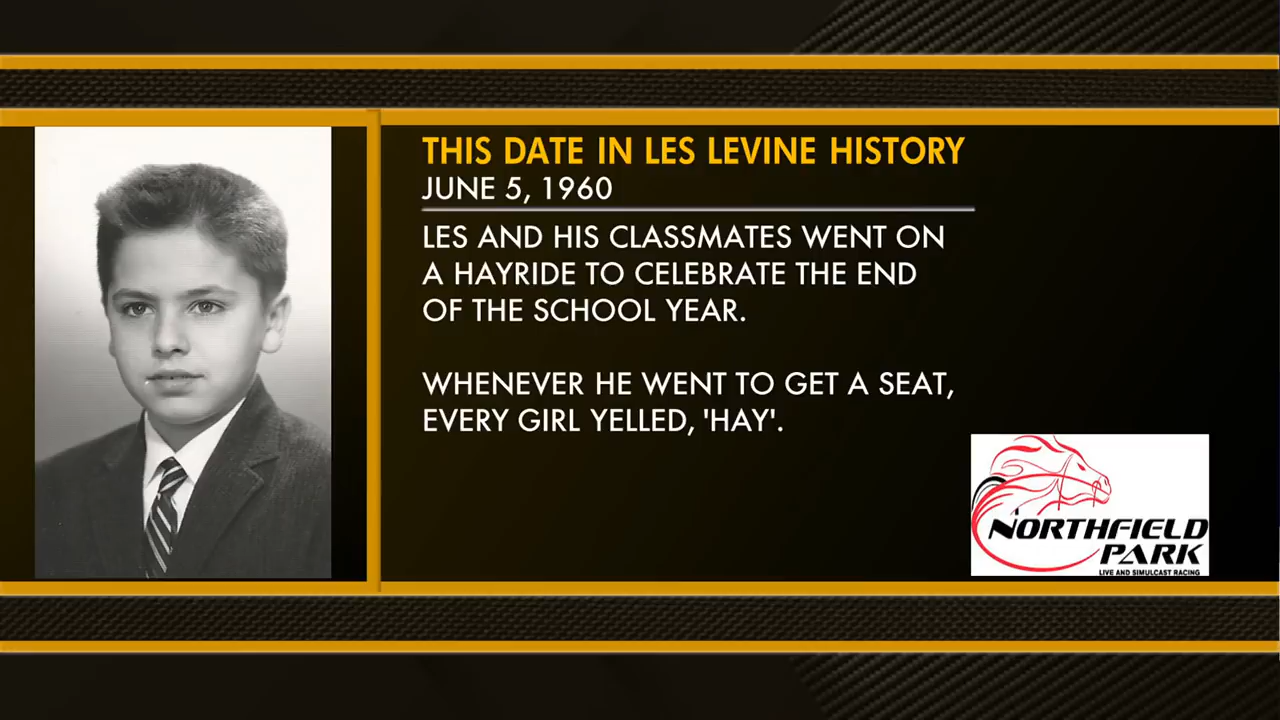 THIS DATE IN LES LEVINE HISTORY
JUNE 5, 1960
LES AND HIS CLASSMATES WENT ON
A HAYRIDE TO CELEBRATE THE END
OF THE SCHOOL YEAR.
WHENEVER HE WENT TO GET A SEAT,
EVERY GIRL YELLED, 'HAY'.
NORTHFIELD
PARK
LIVE AND SIMULCAST RACING